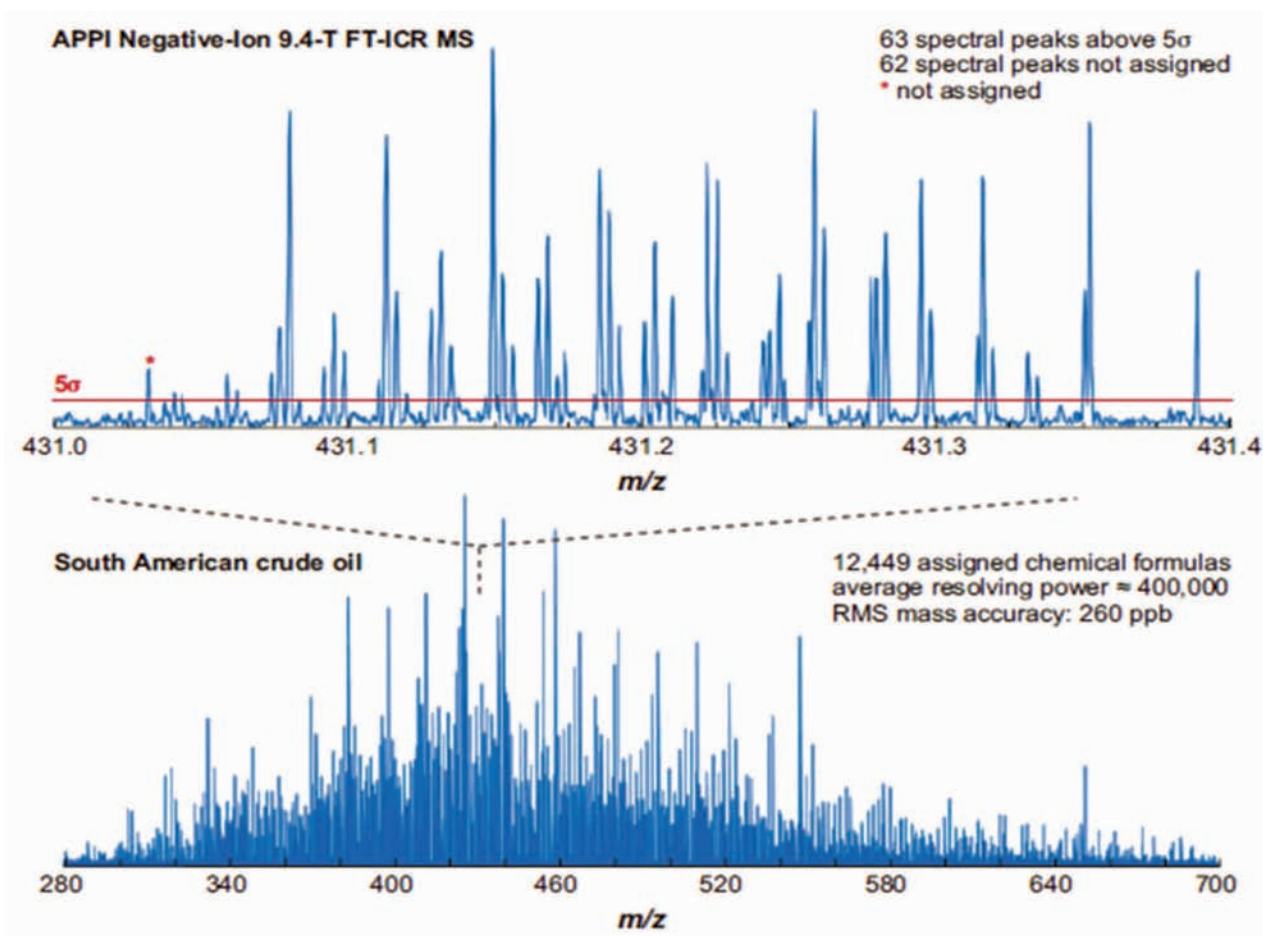 APPI Negative-Ion 9.4-T FT-ICR MS
63 spectral peaks above 5σ
62 spectral peaks not assigned
* not assigned
*
5σ
431.0 431.1 431.2 431.3 431.4
m/z
South American crude oil
12,449 assigned chemical formulas
average resolving power ≈ 400,000
RMS mass accuracy: 260 ppb
280 340 400 460 520 580 640 700
m/z